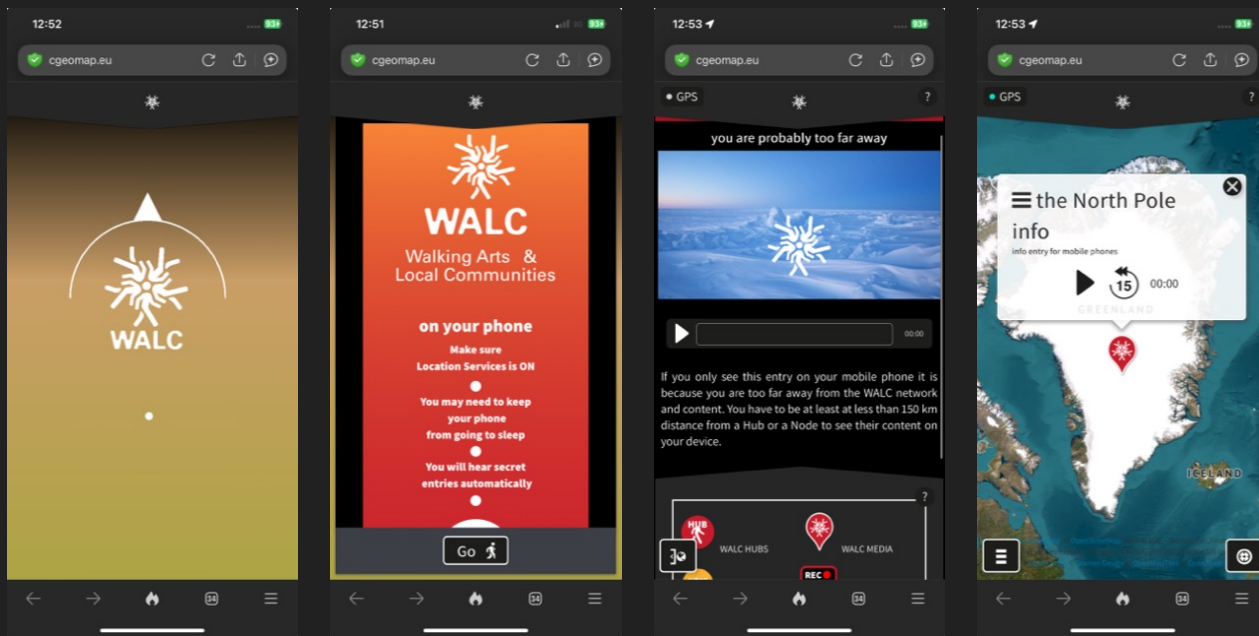 12:52
93+
cgeomap.eu
WALC
34
12:51
3G
93+
cgeomap.eu
WALC
Walking Arts &
Local Communities
on your phone
Make sure
Location Services is ON
You may need to keep
your phone
from going to sleep
You will hear secret
entries automatically
Go
34
12:53
93+
cgeomap.eu
GPS
?
you are probably too far away
00:00
If you only see this entry on your mobile phone it is
because you are too far away from the WALC network
and content. You have to be at least at less than 150 km
distance from a Hub or a Node to see their content on
your device.
?
HUB
WALC HUBS
WALC MEDIA
REC
34
12:53
93+
cgeomap.eu
GPS
?
the North Pole
info
info entry for mobile phones
15
00:00
GREENLAND
ICELAND
34